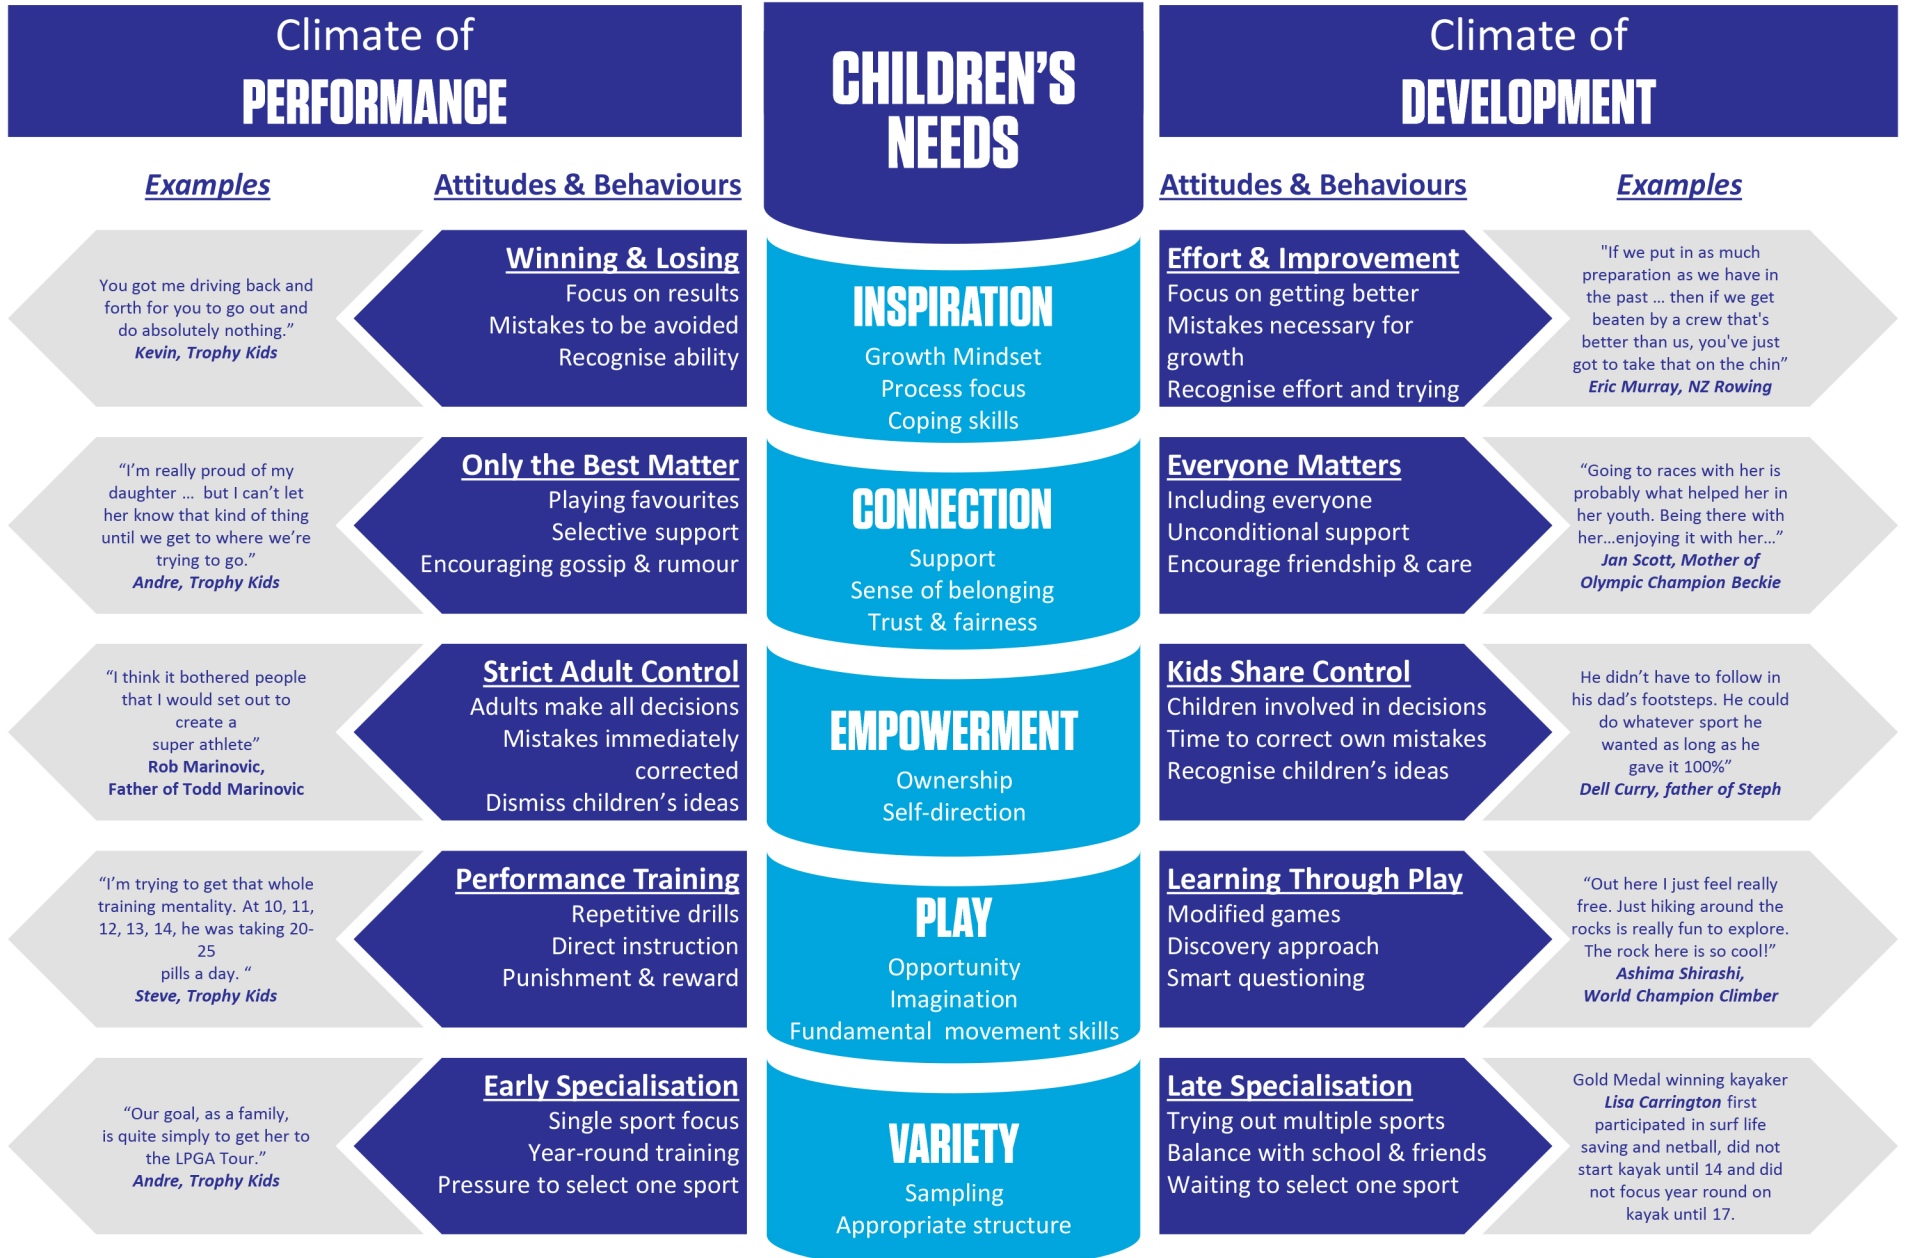 Climate of
PERFORMANCE
CHILDREN'S
NEEDS
Climate of
DEVELOPMENT
Examples
Attitudes & Behaviours
Attitudes & Behaviours
Examples
You got me driving back and
forth for you to go out and
do absolutely nothing.”
Kevin, Trophy Kids
Winning & Losing
Focus on results
Mistakes to be avoided
Recognise ability
INSPIRATION
Growth Mindset
Process focus
Coping skills
Effort & Improvement
Focus on getting better
Mistakes necessary for
growth
Recognise effort and trying
"If we put in as much
preparation as we have in
the past ... then if we get
beaten by a crew that's
better than us, you've just
got to take that on the chin”
Eric Murray, NZ Rowing
“I’m really proud of my
daughter ... but I can’t let
her know that kind of thing
until we get to where we’re
trying to go.”
Andre, Trophy Kids
Only the Best Matter
Playing favourites
Selective support
Encouraging gossip & rumour
CONNECTION
Support
Sense of belonging
Trust & fairness
Everyone Matters
Including everyone
Unconditional support
Encourage friendship & care
“Going to races with her is
probably what helped her in
her youth. Being there with
her...enjoying it with her...”
Jan Scott, Mother of
Olympic Champion Beckie
“I think it bothered people
that I would set out to
create a
super athlete”
Rob Marinovic,
Father of Todd Marinovic
Strict Adult Control
Adults make all decisions
Mistakes immediately
corrected
Dismiss children’s ideas
EMPOWERMENT
Ownership
Self-direction
Kids Share Control
Children involved in decisions
Time to correct own mistakes
Recognise children’s ideas
He didn’t have to follow in
his dad’s footsteps. He could
do whatever sport he
wanted as long as he
gave it 100%”
Dell Curry, father of Steph
“I’m trying to get that whole
training mentality. At 10, 11,
12, 13, 14, he was taking 20-
25
pills a day. “
Steve, Trophy Kids
Performance Training
Repetitive drills
Direct instruction
Punishment & reward
PLAY
Opportunity
Imagination
Fundamental movement skills
Learning Through Play
Modified games
Discovery approach
Smart questioning
“Out here I just feel really
free. Just hiking around the
rocks is really fun to explore.
The rock here is so cool!”
Ashima Shirashi,
World Champion Climber
“Our goal, as a family,
is quite simply to get her to
the LPGA Tour.”
Andre, Trophy Kids
Early Specialisation
Single sport focus
Year-round training
Pressure to select one sport
VARIETY
Sampling
Appropriate structure
Late Specialisation
Trying out multiple sports
Balance with school & friends
Waiting to select one sport
Gold Medal winning kayaker
Lisa Carrington first
participated in surf life
saving and netball, did not
start kayak until 14 and did
not focus year round on
kayak until 17.